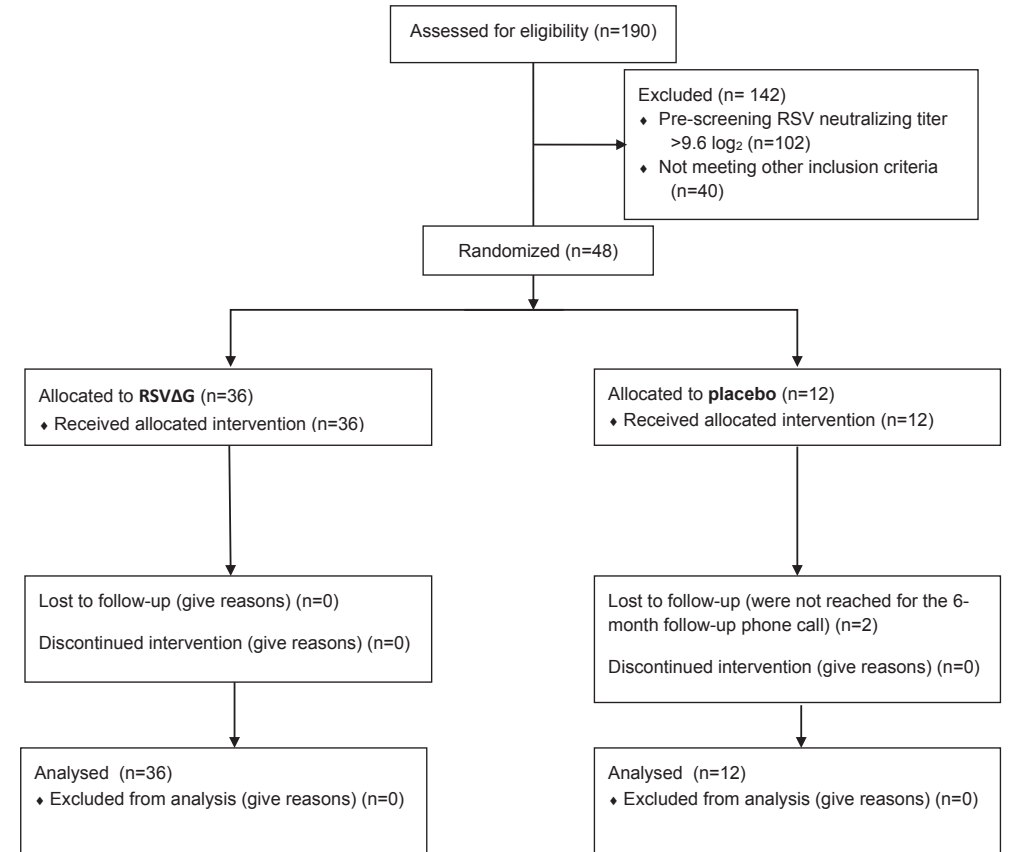 Assessed for eligibility (n=190)
Excluded (n= 142)
♦ Pre-screening RSV neutralizing titer
>9.6 log₂ (n=102)
♦ Not meeting other inclusion criteria
(n=40)
Randomized (n=48)
Allocated to RSVΔG (n=36)
♦ Received allocated intervention (n=36)
Allocated to placebo (n=12)
♦ Received allocated intervention (n=12)
Lost to follow-up (give reasons) (n=0)
Discontinued intervention (give reasons) (n=0)
Lost to follow-up (were not reached for the 6-
month follow-up phone call) (n=2)
Discontinued intervention (give reasons) (n=0)
Analysed (n=36)
♦ Excluded from analysis (give reasons) (n=0)
Analysed (n=12)
♦ Excluded from analysis (give reasons) (n=0)